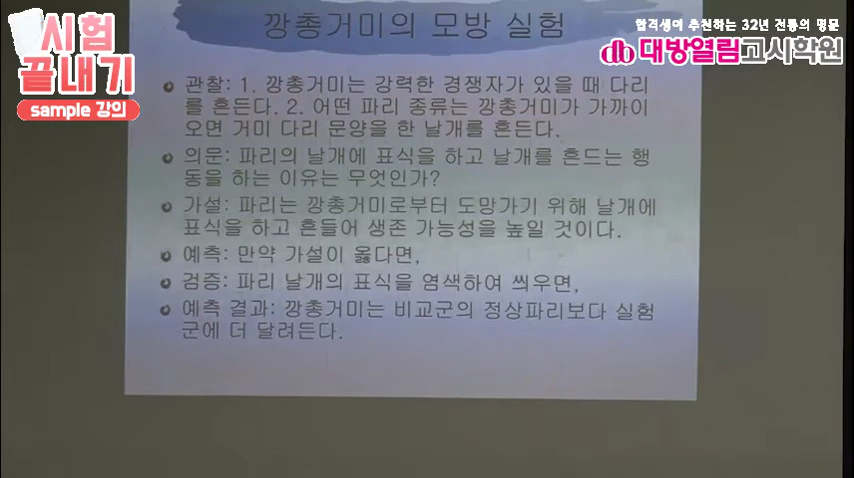 시험
끝내기
sample 강의
합격생이 추천하는 32년 전통의 명문
대방열림고시학원
깡총거미의 모방 실험
관찰: 1. 깡총거미는 강력한 경쟁자가 있을 때 다리
를 흔든다. 2. 어떤 파리 종류는 깡총거미가 가까이
오면 거미 다리 문양을 한 날개를 흔든다.
의문: 파리의 날개에 표식을 하고 날개를 흔드는 행
동을 하는 이유는 무엇인가?
가설: 파리는 깡총거미로부터 도망가기 위해 날개에
표식을 하고 흔들어 생존 가능성을 높일 것이다.
예측: 만약 가설이 옳다면,
검증: 파리 날개의 표식을 염색하여 씌우면,
예측 결과: 깡총거미는 비교군의 정상파리보다 실험
군에 더 달려든다.